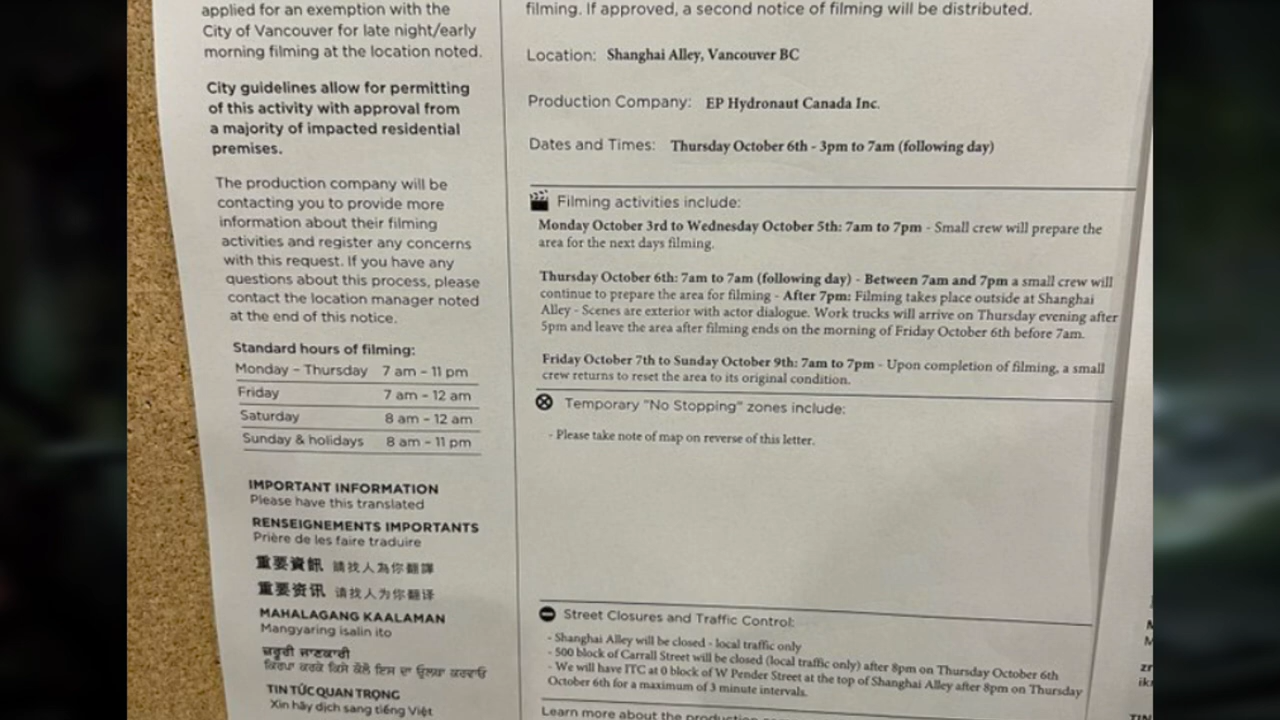 applied for an exemption with the
City of Vancouver for late night/early
morning filming at the location noted.
City guidelines allow for permitting
of this activity with approval from
a majority of impacted residential
premises.
The production company will be
contacting you to provide more
information about their filming
activities and register any concerns
with this request. If you have any
questions about this process, please
contact the location manager noted
at the end of this notice.
Standard hours of filming:
Monday – Thursday 7 am – 11 pm
Friday 7 am – 12 am
Saturday 8 am – 12 am
Sunday & holidays 8 am – 11 pm
IMPORTANT INFORMATION
Please have this translated
RENSEIGNEMENTS IMPORTANTS
Prière de les faire traduire
重要資訊 請找人為你翻譯
重要资讯 请找人为你翻译
MAHALAGANG KAALAMAN
Mangyaring isalin ito
ਜ਼ਰੂਰੀ ਜਾਣਕਾਰੀ
ਕਿਰਪਾ ਕਰਕੇ ਕਿਸੇ ਕੋਲੋਂ ਇਸ ਦਾ ਉਲਥਾ ਕਰਵਾਓ
TIN TỨC QUAN TRỌNG
Xin hãy dịch sang tiếng Việt
filming. If approved, a second notice of filming will be distributed.
Location: Shanghai Alley, Vancouver BC
Production Company: EP Hydronaut Canada Inc.
Dates and Times: Thursday October 6th - 3pm to 7am (following day)
Filming activities include:
Monday October 3rd to Wednesday October 5th: 7am to 7pm - Small crew will prepare the
area for the next days filming.
Thursday October 6th: 7am to 7am (following day) - Between 7am and 7pm a small crew will
continue to prepare the area for filming - After 7pm: Filming takes place outside at Shanghai
Alley - Scenes are exterior with actor dialogue. Work trucks will arrive on Thursday evening after
5pm and leave the area after filming ends on the morning of Friday October 6th before 7am.
Friday October 7th to Sunday October 9th: 7am to 7pm - Upon completion of filming, a small
crew returns to reset the area to its original condition.
Temporary "No Stopping" zones include:
- Please take note of map on reverse of this letter.
Street Closures and Traffic Control:
- Shanghai Alley will be closed - local traffic only
- 500 block of Carrall Street will be closed (local traffic only) after 8pm on Thursday October 6th
- We will have ITC at 0 block of W Pender Street at the top of Shanghai Alley after 8pm on Thursday
October 6th for a maximum of 3 minute intervals.
Learn more about the production